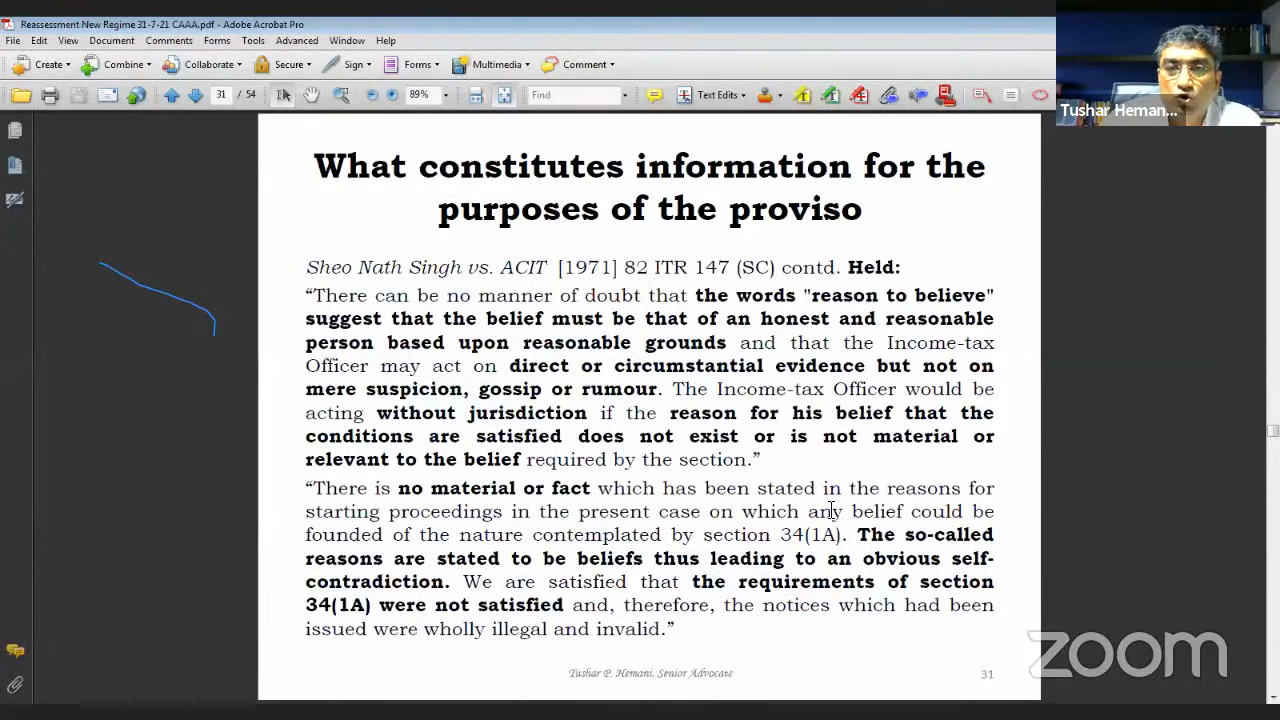 Reassessment New Regime 31-7-21 CAAA.pdf - Adobe Acrobat Pro
File Edit View Document Comments Forms Tools Advanced Window Help
Create Combine Collaborate Secure Sign Forms Multimedia Comment
31 / 54 89% Find Text Edits
Tushar Heman...
What constitutes information for the
purposes of the proviso
Sheo Nath Singh vs. ACIT [1971] 82 ITR 147 (SC) contd. Held:
“There can be no manner of doubt that the words "reason to believe"
suggest that the belief must be that of an honest and reasonable
person based upon reasonable grounds and that the Income-tax
Officer may act on direct or circumstantial evidence but not on
mere suspicion, gossip or rumour. The Income-tax Officer would be
acting without jurisdiction if the reason for his belief that the
conditions are satisfied does not exist or is not material or
relevant to the belief required by the section.”
“There is no material or fact which has been stated in the reasons for
starting proceedings in the present case on which any belief could be
founded of the nature contemplated by section 34(1A). The so-called
reasons are stated to be beliefs thus leading to an obvious self-
contradiction. We are satisfied that the requirements of section
34(1A) were not satisfied and, therefore, the notices which had been
issued were wholly illegal and invalid.”
Tushar P. Hemani, Senior Advocate
31
zoom